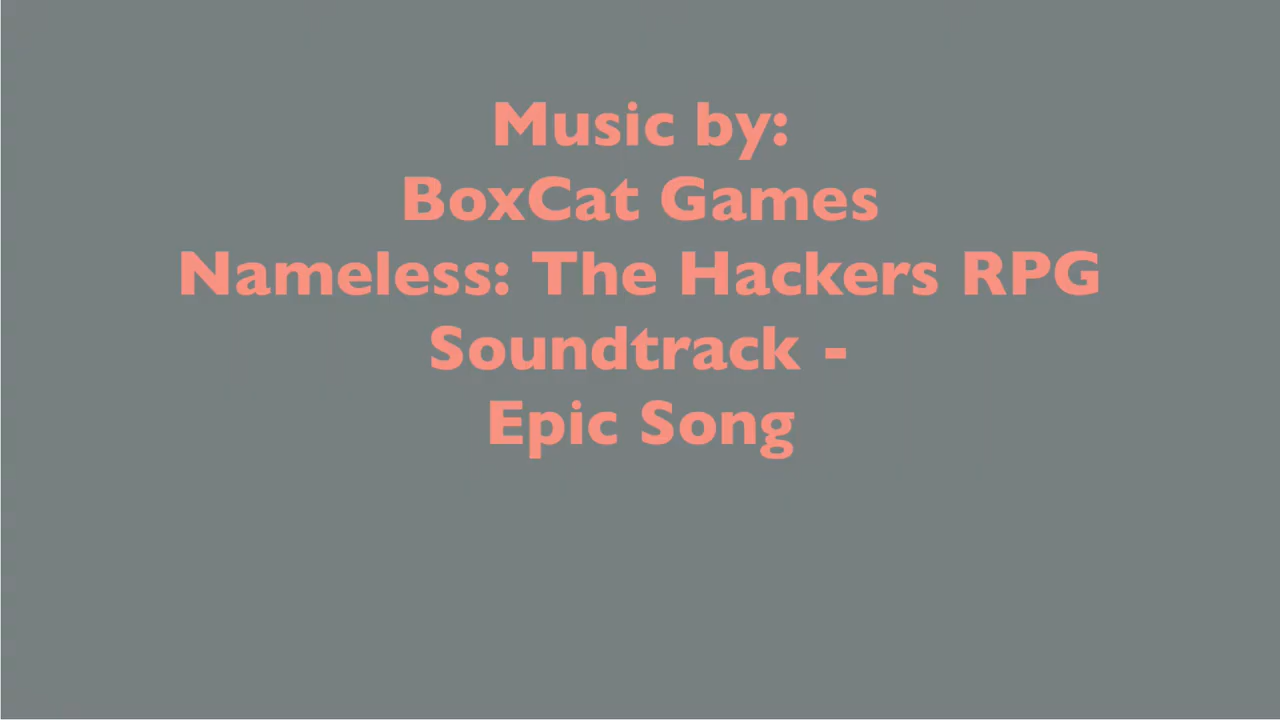 Music by:
BoxCat Games
Nameless: The Hackers RPG
Soundtrack -
Epic Song